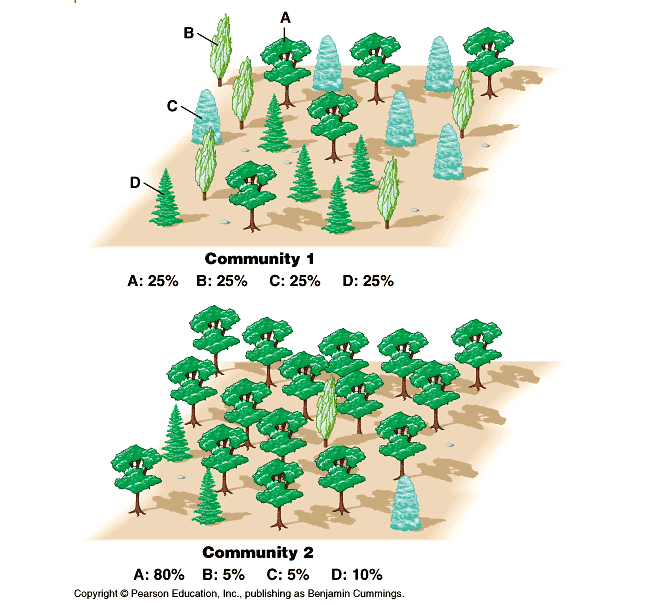 A
B
C
D
Community 1
A: 25% B: 25% C: 25% D: 25%
Community 2
A: 80% B: 5% C: 5% D: 10%
Copyright © Pearson Education, Inc., publishing as Benjamin Cummings.